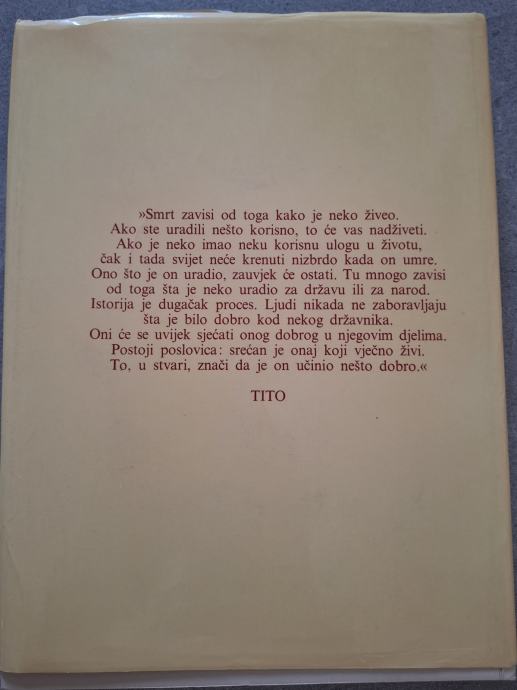 »Smrt zavisi od toga kako je neko živeo.
Ako ste uradili nešto korisno, to će vas nadživeti.
Ako je neko imao neku korisnu ulogu u životu,
čak i tada svijet neće krenuti nizbrdo kada on umre.
Ono što je on uradio, zauvjek će ostati. Tu mnogo zavisi
od toga šta je neko uradio za državu ili za narod.
Istorija je dugačak proces. Ljudi nikada ne zaboravljaju
šta je bilo dobro kod nekog državnika.
Oni će se uvijek sjećati onog dobrog u njegovim djelima.
Postoji poslovica: srećan je onaj koji vječno živi.
To, u stvari, znači da je on učinio nešto dobro.«
TITO